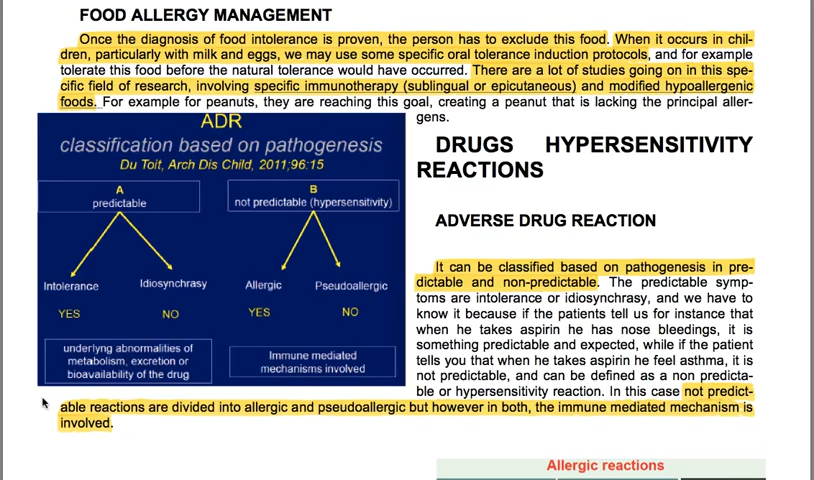 FOOD ALLERGY MANAGEMENT
Once the diagnosis of food intolerance is proven, the person has to exclude this food. When it occurs in chil-
dren, particularly with milk and eggs, we may use some specific oral tolerance induction protocols, and for example
tolerate this food before the natural tolerance would have occurred. There are a lot of studies going on in this spe-
cific field of research, involving specific immunotherapy (sublingual or epicutaneous) and modified hypoallergenic
foods. For example for peanuts, they are reaching this goal, creating a peanut that is lacking the principal aller-
gens.
ADR
classification based on pathogenesis
Du Toit, Arch Dis Child, 2011;96:15
A
predictable
B
not predictable (hypersensitivity)
Intolerance
Idiosynchrasy
Allergic
Pseudoallergic
YES
NO
YES
NO
underlyng abnormalities of
metabolism, excretion or
bioavailability of the drug
Immune mediated
mechanisms involved
DRUGS HYPERSENSITIVITY
REACTIONS
ADVERSE DRUG REACTION
It can be classified based on pathogenesis in pre-
dictable and non-predictable. The predictable symp-
toms are intolerance or idiosynchrasy, and we have to
know it because if the patients tell us for instance that
when he takes aspirin he has nose bleedings, it is
something predictable and expected, while if the patient
tells you that when he takes aspirin he feel asthma, it is
not predictable, and can be defined as a non predicta-
ble or hypersensitivity reaction. In this case not predict-
able reactions are divided into allergic and pseudoallergic but however in both, the immune mediated mechanism is
involved.
Allergic reactions